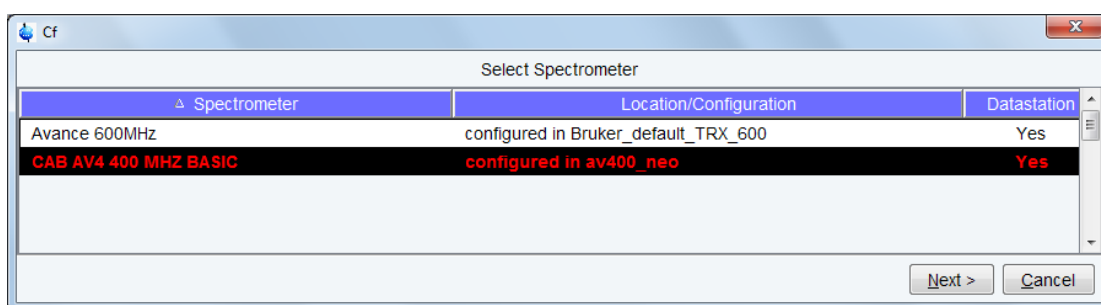 Cf
Select Spectrometer
Spectrometer Location/Configuration Datastation
Avance 600MHz configured in Bruker_default_TRX_600 Yes
CAB AV4 400 MHZ BASIC configured in av400_neo Yes
Next > Cancel